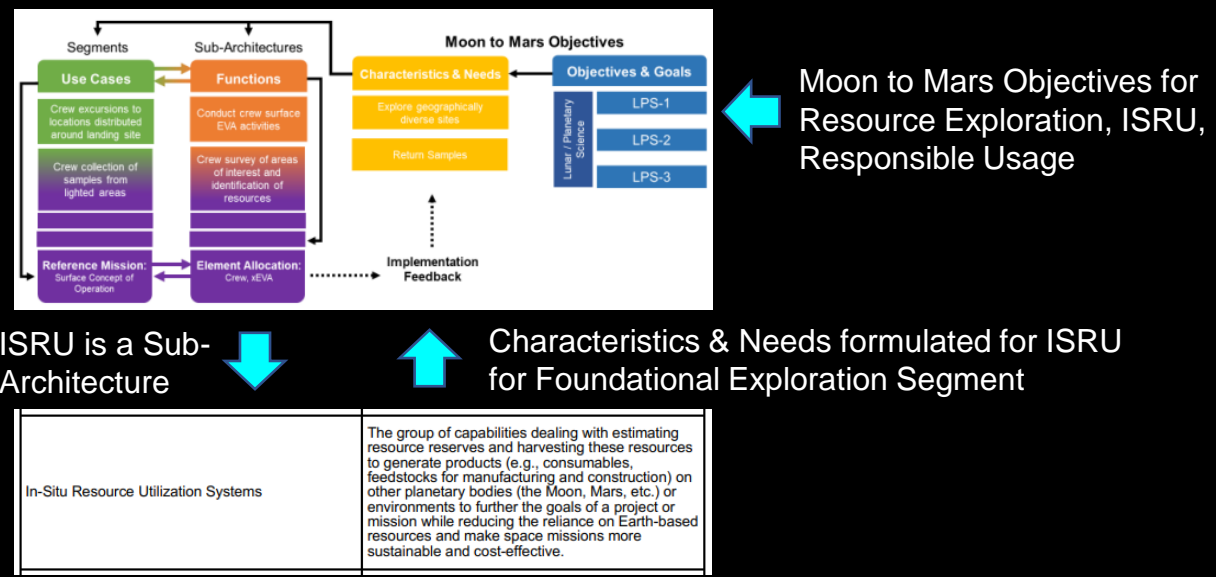 Segments
Sub-Architectures
Moon to Mars Objectives
Use Cases
Functions
Characteristics & Needs
Objectives & Goals
Crew excursions to
locations distributed
around landing site
Conduct crew surface
EVA activities
Explore geographically
diverse sites
Lunar / Planetary
Science
LPS-1
LPS-2
LPS-3
Crew collection of
samples from
lighted areas
Crew survey of areas
of interest and
identification of
resources
Return Samples
Reference Mission:
Surface Concept of
Operation
Element Allocation:
Crew, xEVA
Implementation
Feedback
Moon to Mars Objectives for
Resource Exploration, ISRU,
Responsible Usage
ISRU is a Sub-
Architecture
Characteristics & Needs formulated for ISRU
for Foundational Exploration Segment
In-Situ Resource Utilization Systems
The group of capabilities dealing with estimating
resource reserves and harvesting these resources
to generate products (e.g., consumables,
feedstocks for manufacturing and construction) on
other planetary bodies (the Moon, Mars, etc.) or
environments to further the goals of a project or
mission while reducing the reliance on Earth-based
resources and make space missions more
sustainable and cost-effective.